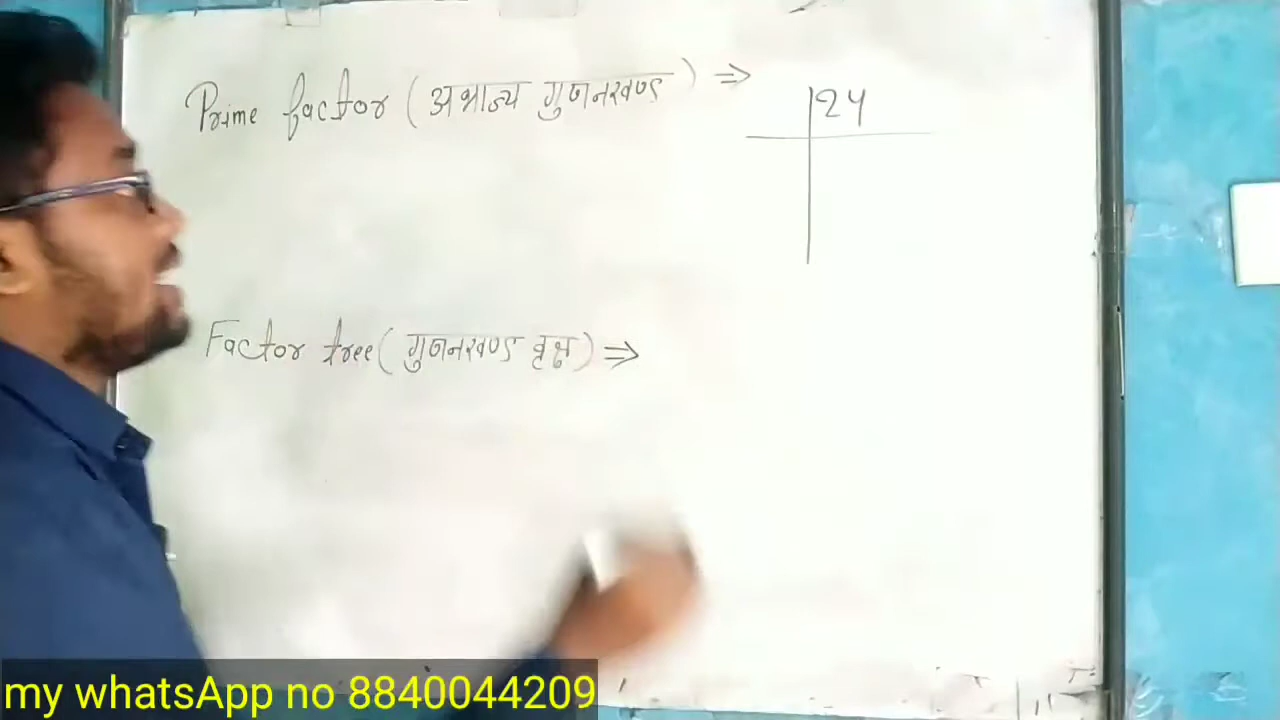 Prime factor (अभाज्य गुणनखण्ड) ⇒
24
Factor tree (गुणनखण्ड वृक्ष) ⇒
my whatsApp no 8840044209